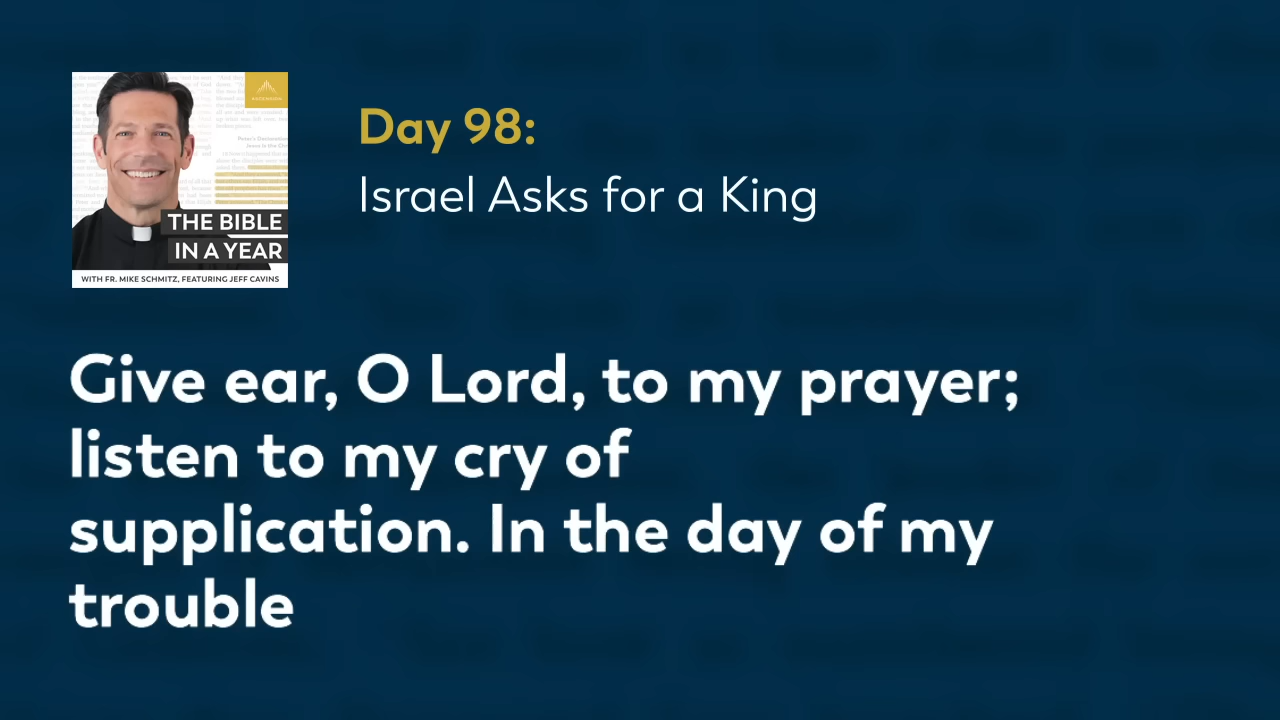 Day 98:
Israel Asks for a King
THE BIBLE
IN A YEAR
WITH FR. MIKE SCHMITZ, FEATURING JEFF CAVINS
Give ear, O Lord, to my prayer;
listen to my cry of
supplication. In the day of my
trouble